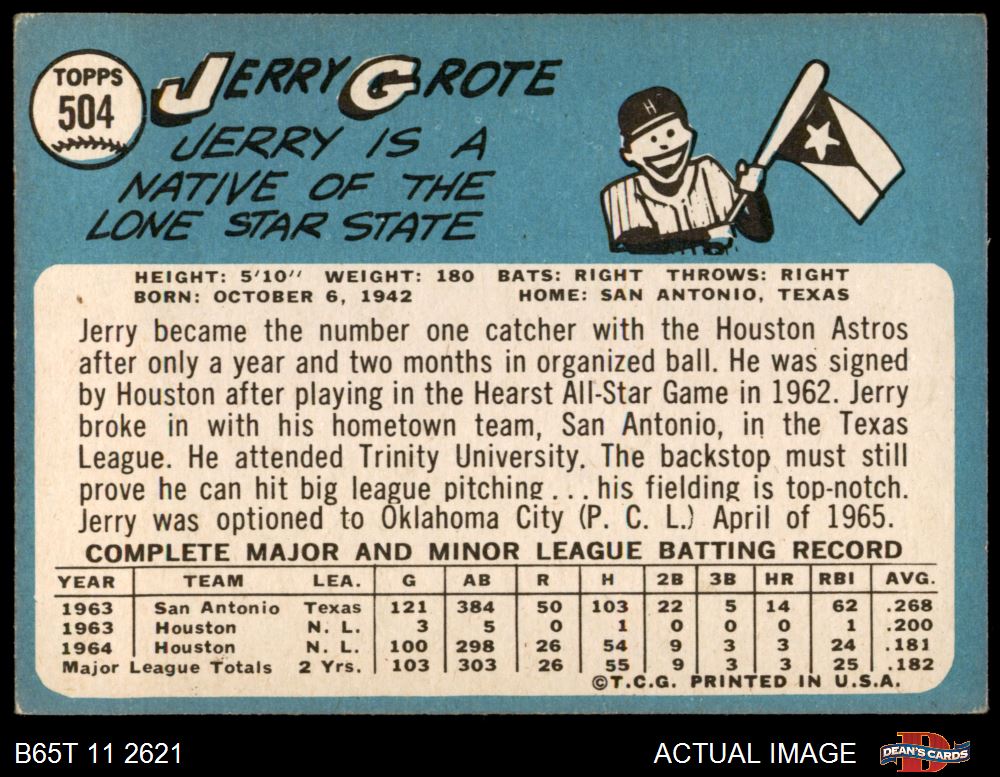 TOPPS
504
JERRY GROTE
JERRY IS A
NATIVE OF THE
LONE STAR STATE
H
HEIGHT: 5'10" WEIGHT: 180 BATS: RIGHT THROWS: RIGHT
BORN: OCTOBER 6, 1942 HOME: SAN ANTONIO, TEXAS
Jerry became the number one catcher with the Houston Astros
after only a year and two months in organized ball. He was signed
by Houston after playing in the Hearst All-Star Game in 1962. Jerry
broke in with his hometown team, San Antonio, in the Texas
League. He attended Trinity University. The backstop must still
prove he can hit big league pitching...his fielding is top-notch.
Jerry was optioned to Oklahoma City (P. C. L.) April of 1965.
COMPLETE MAJOR AND MINOR LEAGUE BATTING RECORD
YEAR TEAM LEA. G AB R H 2B 3B HR RBI AVG.
1963 San Antonio Texas 121 384 50 103 22 5 14 62 .268
1963 Houston N. L. 3 5 0 1 0 0 0 1 .200
1964 Houston N. L. 100 298 26 54 9 3 3 24 .181
Major League Totals 2 Yrs. 103 303 26 55 9 3 3 25 .182
©T.C.G. PRINTED IN U.S.A.
B65T 11 2621 ACTUAL IMAGE DEAN'S CARDS